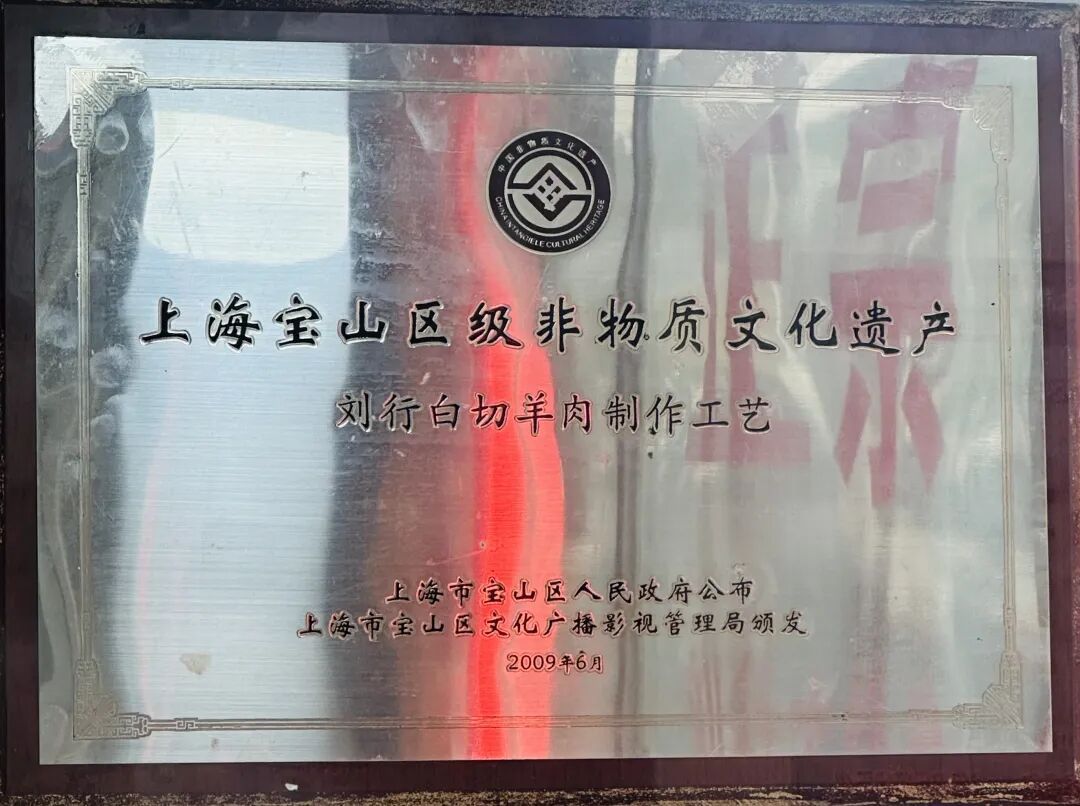 中国非物质文化遗产
CHINA INTANGIELE CULTURAL HERITAGE
上海宝山区级非物质文化遗产
刘行白切羊肉制作工艺
上海市宝山区人民政府公布
上海市宝山区文化广播影视管理局颁发
2009年6月